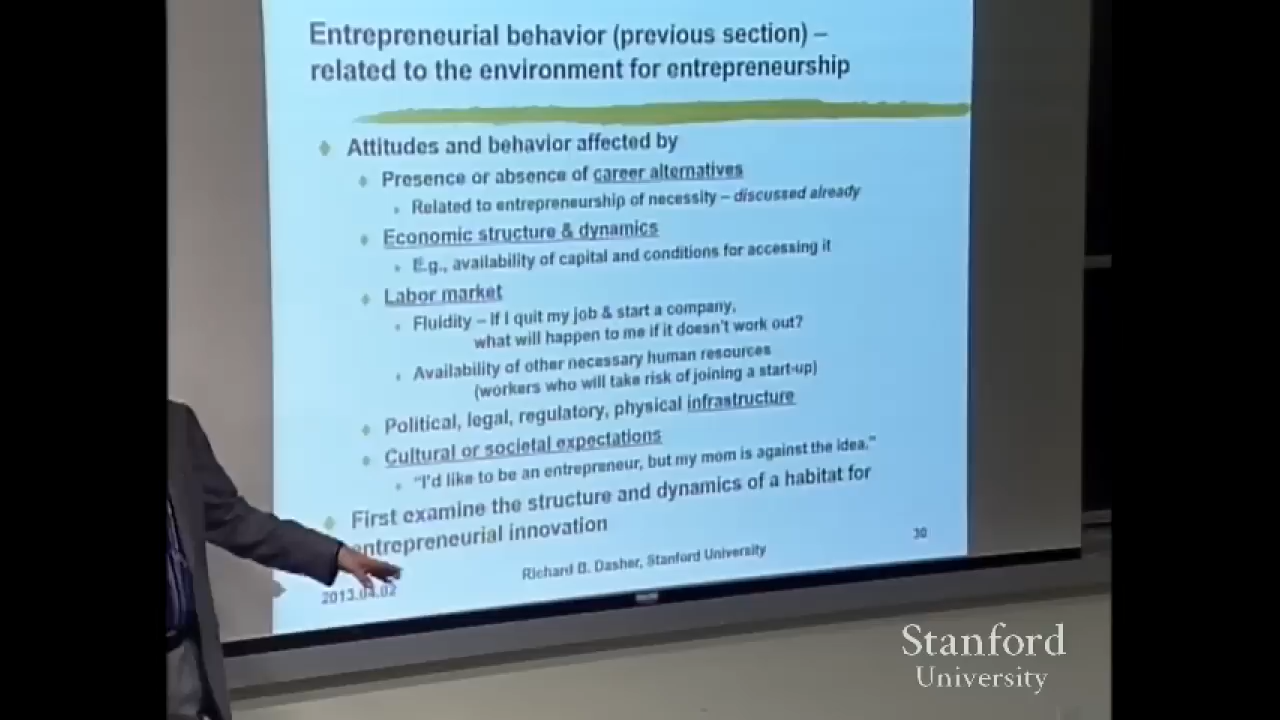 Entrepreneurial behavior (previous section) –
related to the environment for entrepreneurship
Attitudes and behavior affected by
Presence or absence of career alternatives
Related to entrepreneurship of necessity – discussed already
Economic structure & dynamics
E.g., availability of capital and conditions for accessing it
Labor market
Fluidity – If I quit my job & start a company,
what will happen to me if it doesn't work out?
Availability of other necessary human resources
(workers who will take risk of joining a start-up)
Political, legal, regulatory, physical infrastructure
Cultural or societal expectations
"I'd like to be an entrepreneur, but my mom is against the idea."
First examine the structure and dynamics of a habitat for
entrepreneurial innovation
2013.04.02
Richard B. Dasher, Stanford University
30
Stanford
University